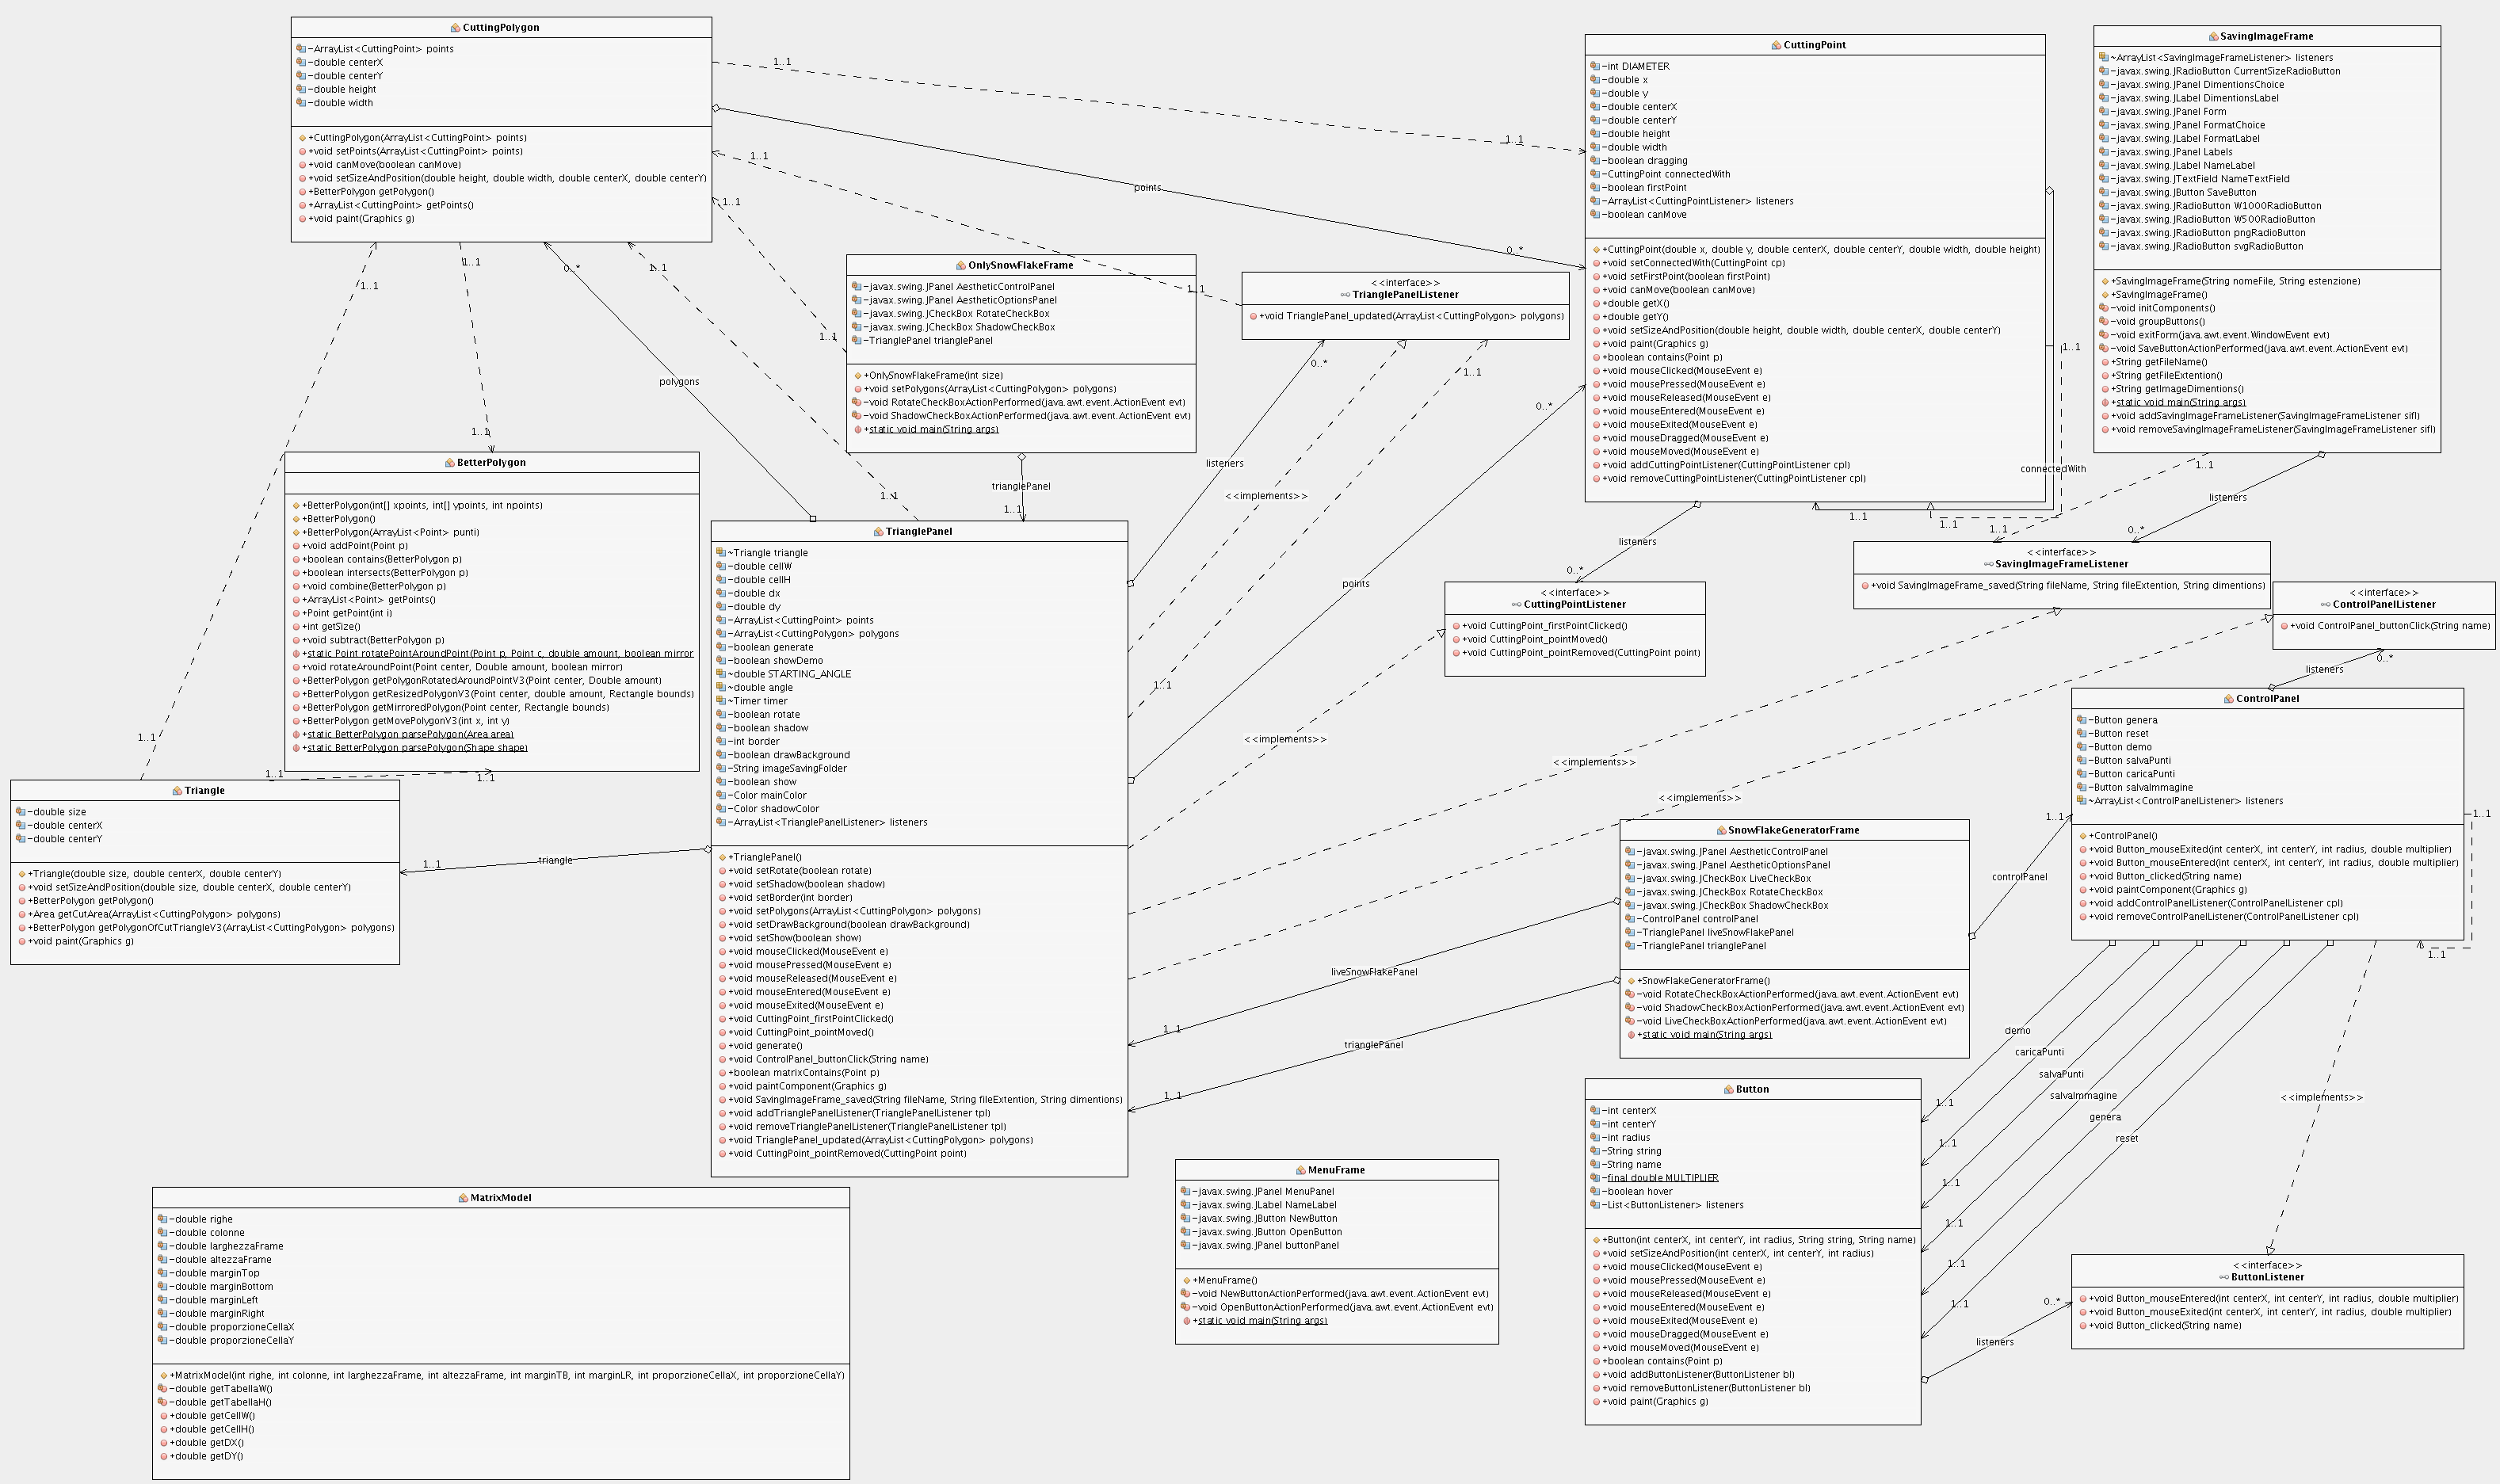 CuttingPolygon
-ArrayList<CuttingPoint> points
-double centerX
-double centerY
-double height
-double width
+CuttingPolygon(ArrayList<CuttingPoint> points)
+void setPoints(ArrayList<CuttingPoint> points)
+void canMove(boolean canMove)
+void setSizeAndPosition(double height, double width, double centerX, double centerY)
+BetterPolygon getPolygon()
+ArrayList<CuttingPoint> getPoints()
+void paint(Graphics g)
1..1
1..1
points
0..*
1..1
1..1
1..1
1..1
1..1
1..1
1..1
1..1
0..*
polygons
1..1
1..1
CuttingPoint
-int DIAMETER
-double x
-double y
-double centerX
-double centerY
-double height
-double width
-boolean dragging
-CuttingPoint connectedWith
-boolean firstPoint
-ArrayList<CuttingPointListener> listeners
-boolean canMove
+CuttingPoint(double x, double y, double centerX, double centerY, double width, double height)
+void setConnectedWith(CuttingPoint cp)
+void setFirstPoint(boolean firstPoint)
+void canMove(boolean canMove)
+double getX()
+double getY()
+void setSizeAndPosition(double height, double width, double centerX, double centerY)
+void paint(Graphics g)
+boolean contains(Point p)
+void mouseClicked(MouseEvent e)
+void mousePressed(MouseEvent e)
+void mouseReleased(MouseEvent e)
+void mouseEntered(MouseEvent e)
+void mouseExited(MouseEvent e)
+void mouseDragged(MouseEvent e)
+void mouseMoved(MouseEvent e)
+void addCuttingPointListener(CuttingPointListener cpl)
+void removeCuttingPointListener(CuttingPointListener cpl)
1..1
connectedWith
1..1
1..1
SavingImageFrame
~ArrayList<SavingImageFrameListener> listeners
-javax.swing.JRadioButton CurrentSizeRadioButton
-javax.swing.JPanel DimentionsChoice
-javax.swing.JLabel DimentionsLabel
-javax.swing.JPanel Form
-javax.swing.JPanel FormatChoice
-javax.swing.JLabel FormatLabel
-javax.swing.JPanel Labels
-javax.swing.JLabel NameLabel
-javax.swing.JTextField NameTextField
-javax.swing.JButton SaveButton
-javax.swing.JRadioButton W1000RadioButton
-javax.swing.JRadioButton W500RadioButton
-javax.swing.JRadioButton pngRadioButton
-javax.swing.JRadioButton svgRadioButton
+SavingImageFrame(String nomeFile, String estenzione)
+SavingImageFrame()
-void initComponents()
-void groupButtons()
-void exitForm(java.awt.event.WindowEvent evt)
-void SaveButtonActionPerformed(java.awt.event.ActionEvent evt)
+String getFileName()
+String getFileExtention()
+String getImageDimentions()
+static void main(String args)
+void addSavingImageFrameListener(SavingImageFrameListener sifl)
+void removeSavingImageFrameListener(SavingImageFrameListener sifl)
1..1
listeners
1..1
0..*
OnlySnowFlakeFrame
-javax.swing.JPanel AestheticControlPanel
-javax.swing.JPanel AestheticOptionsPanel
-javax.swing.JCheckBox RotateCheckBox
-javax.swing.JCheckBox ShadowCheckBox
-TrianglePanel trianglePanel
+OnlySnowFlakeFrame(int size)
+void setPolygons(ArrayList<CuttingPolygon> polygons)
-void RotateCheckBoxActionPerformed(java.awt.event.ActionEvent evt)
-void ShadowCheckBoxActionPerformed(java.awt.event.ActionEvent evt)
+static void main(String args)
trianglePanel
1..1
<<interface>>
TrianglePanelListener
+void TrianglePanel_updated(ArrayList<CuttingPolygon> polygons)
0..*
1..1
listeners
<<implements>>
1..1
0..*
points
BetterPolygon
+BetterPolygon(int[] xpoints, int[] ypoints, int npoints)
+BetterPolygon()
+BetterPolygon(ArrayList<Point> punti)
+void addPoint(Point p)
+boolean contains(BetterPolygon p)
+boolean intersects(BetterPolygon p)
+void combine(BetterPolygon p)
+ArrayList<Point> getPoints()
+Point getPoint(int i)
+int getSize()
+void subtract(BetterPolygon p)
+static Point rotatePointAroundPoint(Point p, Point c, double amount, boolean mirror
+void rotateAroundPoint(Point center, Double amount, boolean mirror)
+BetterPolygon getPolygonRotatedAroundPointV3(Point center, Double amount)
+BetterPolygon getResizedPolygonV3(Point center, double amount, Rectangle bounds)
+BetterPolygon getMirroredPolygon(Point center, Rectangle bounds)
+BetterPolygon getMovePolygonV3(int x, int y)
+static BetterPolygon parsePolygon(Area area)
+static BetterPolygon parsePolygon(Shape shape)
1..1
1..1
Triangle
-double size
-double centerX
-double centerY
+Triangle(double size, double centerX, double centerY)
+void setSizeAndPosition(double size, double centerX, double centerY)
+BetterPolygon getPolygon()
+Area getCutArea(ArrayList<CuttingPolygon> polygons)
+BetterPolygon getPolygonOfCutTriangleV3(ArrayList<CuttingPolygon> polygons)
+void paint(Graphics g)
1..1
triangle
TrianglePanel
~Triangle triangle
-double cellW
-double cellH
-double dx
-double dy
-ArrayList<CuttingPoint> points
-ArrayList<CuttingPolygon> polygons
-boolean generate
-boolean showDemo
~double STARTING_ANGLE
~double angle
~Timer timer
-boolean rotate
-boolean shadow
-int border
-boolean drawBackground
-String imageSavingFolder
-boolean show
-Color mainColor
-Color shadowColor
-ArrayList<TrianglePanelListener> listeners
+TrianglePanel()
+void setRotate(boolean rotate)
+void setShadow(boolean shadow)
+void setBorder(int border)
+void setPolygons(ArrayList<CuttingPolygon> polygons)
+void setDrawBackground(boolean drawBackground)
+void setShow(boolean show)
+void mouseClicked(MouseEvent e)
+void mousePressed(MouseEvent e)
+void mouseReleased(MouseEvent e)
+void mouseEntered(MouseEvent e)
+void mouseExited(MouseEvent e)
+void CuttingPoint_firstPointClicked()
+void CuttingPoint_pointMoved()
+void generate()
+void ControlPanel_buttonClick(String name)
+boolean matrixContains(Point p)
+void paintComponent(Graphics g)
+void SavingImageFrame_saved(String fileName, String fileExtention, String dimentions)
+void addTrianglePanelListener(TrianglePanelListener tpl)
+void removeTrianglePanelListener(TrianglePanelListener tpl)
+void TrianglePanel_updated(ArrayList<CuttingPolygon> polygons)
+void CuttingPoint_pointRemoved(CuttingPoint point)
listeners
0..*
<<interface>>
CuttingPointListener
+void CuttingPoint_firstPointClicked()
+void CuttingPoint_pointMoved()
+void CuttingPoint_pointRemoved(CuttingPoint point)
<<implements>>
<<interface>>
SavingImageFrameListener
+void SavingImageFrame_saved(String fileName, String fileExtention, String dimentions)
<<implements>>
<<interface>>
ControlPanelListener
+void ControlPanel_buttonClick(String name)
<<implements>>
listeners
0..*
ControlPanel
-Button genera
-Button reset
-Button demo
-Button salvaPunti
-Button caricaPunti
-Button salvaImmagine
~ArrayList<ControlPanelListener> listeners
+ControlPanel()
+void Button_mouseExited(int centerX, int centerY, int radius, double multiplier)
+void Button_mouseEntered(int centerX, int centerY, int radius, double multiplier)
+void Button_clicked(String name)
+void paintComponent(Graphics g)
+void addControlPanelListener(ControlPanelListener cpl)
+void removeControlPanelListener(ControlPanelListener cpl)
1..1
1..1
SnowFlakeGeneratorFrame
-javax.swing.JPanel AestheticControlPanel
-javax.swing.JPanel AestheticOptionsPanel
-javax.swing.JCheckBox LiveCheckBox
-javax.swing.JCheckBox RotateCheckBox
-javax.swing.JCheckBox ShadowCheckBox
-ControlPanel controlPanel
-TrianglePanel liveSnowFlakePanel
-TrianglePanel trianglePanel
+SnowFlakeGeneratorFrame()
-void RotateCheckBoxActionPerformed(java.awt.event.ActionEvent evt)
-void ShadowCheckBoxActionPerformed(java.awt.event.ActionEvent evt)
-void LiveCheckBoxActionPerformed(java.awt.event.ActionEvent evt)
+static void main(String args)
1..1
controlPanel
liveSnowFlakePanel
1..1
trianglePanel
1..1
demo
caricaPunti
salvaPunti
salvaImmagine
genera
reset
1..1
1..1
1..1
1..1
1..1
1..1
<<implements>>
Button
-int centerX
-int centerY
-int radius
-String string
-String name
-final double MULTIPLIER
-boolean hover
-List<ButtonListener> listeners
+Button(int centerX, int centerY, int radius, String string, String name)
+void setSizeAndPosition(int centerX, int centerY, int radius)
+void mouseClicked(MouseEvent e)
+void mousePressed(MouseEvent e)
+void mouseReleased(MouseEvent e)
+void mouseEntered(MouseEvent e)
+void mouseExited(MouseEvent e)
+void mouseDragged(MouseEvent e)
+void mouseMoved(MouseEvent e)
+boolean contains(Point p)
+void addButtonListener(ButtonListener bl)
+void removeButtonListener(ButtonListener bl)
+void paint(Graphics g)
0..*
listeners
<<interface>>
ButtonListener
+void Button_mouseEntered(int centerX, int centerY, int radius, double multiplier)
+void Button_mouseExited(int centerX, int centerY, int radius, double multiplier)
+void Button_clicked(String name)
MenuFrame
-javax.swing.JPanel MenuPanel
-javax.swing.JLabel NameLabel
-javax.swing.JButton NewButton
-javax.swing.JButton OpenButton
-javax.swing.JPanel buttonPanel
+MenuFrame()
-void NewButtonActionPerformed(java.awt.event.ActionEvent evt)
-void OpenButtonActionPerformed(java.awt.event.ActionEvent evt)
+static void main(String args)
MatrixModel
-double righe
-double colonne
-double larghezzaFrame
-double altezzaFrame
-double marginTop
-double marginBottom
-double marginLeft
-double marginRight
-double proporzioneCellaX
-double proporzioneCellaY
+MatrixModel(int righe, int colonne, int larghezzaFrame, int altezzaFrame, int marginTB, int marginLR, int proporzioneCellaX, int proporzioneCellaY)
-double getTabellaW()
-double getTabellaH()
+double getCellW()
+double getCellH()
+double getDX()
+double getDY()